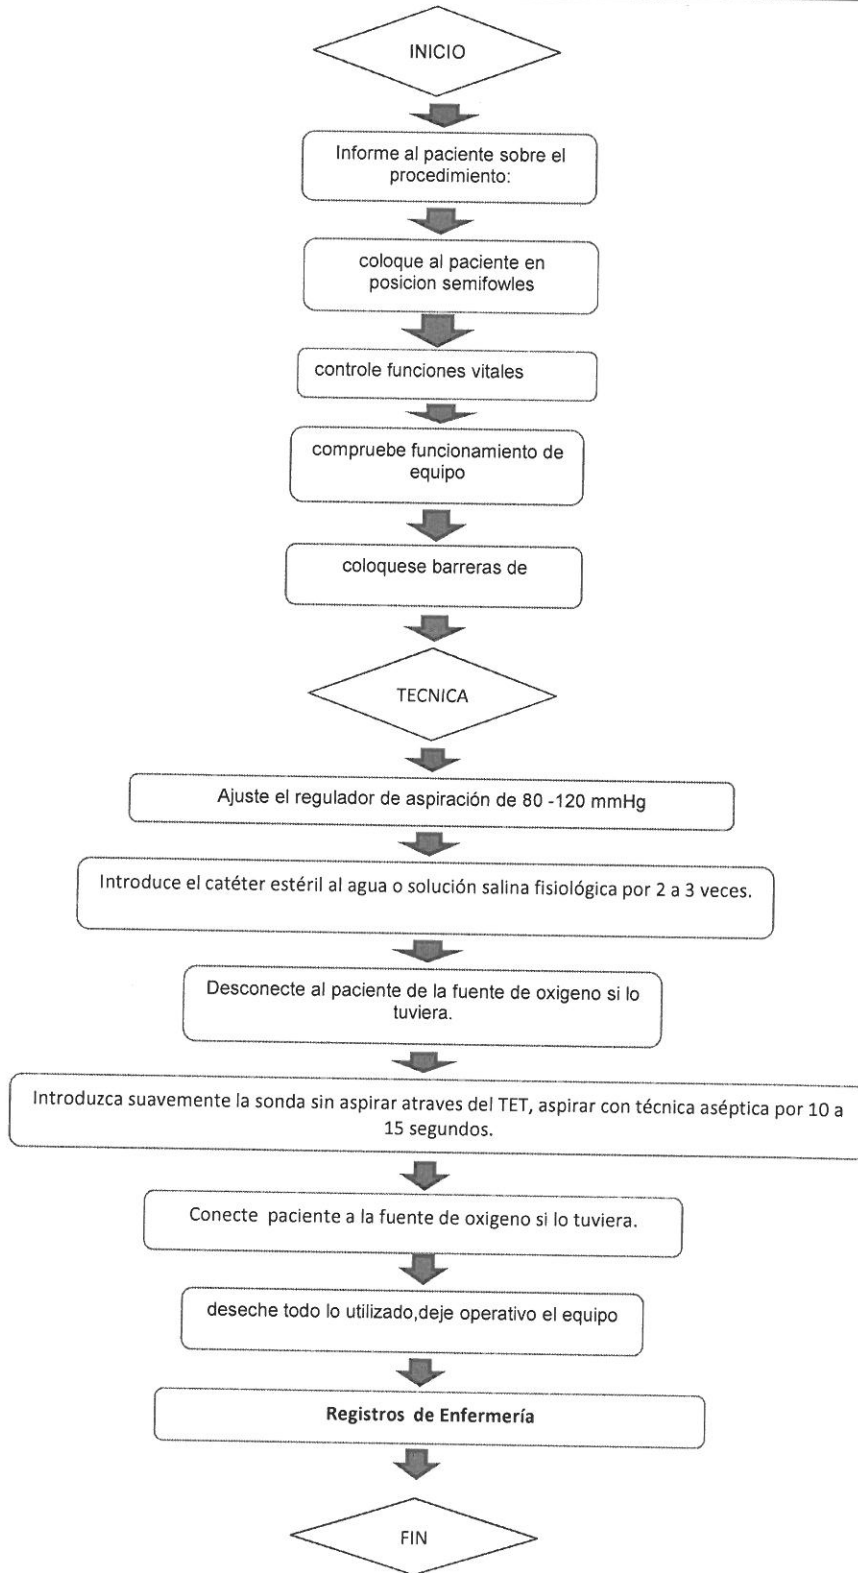 INICIO
Informe al paciente sobre el
procedimiento:
coloque al paciente en
posicion semifowles
controle funciones vitales
compruebe funcionamiento de
equipo
coloquese barreras de
TECNICA
Ajuste el regulador de aspiración de 80 -120 mmHg
Introduce el catéter estéril al agua o solución salina fisiológica por 2 a 3 veces.
Desconecte al paciente de la fuente de oxigeno si lo
tuviera.
Introduzca suavemente la sonda sin aspirar atraves del TET, aspirar con técnica aséptica por 10 a
15 segundos.
Conecte paciente a la fuente de oxigeno si lo tuviera.
deseche todo lo utilizado,deje operativo el equipo
Registros de Enfermería
FIN